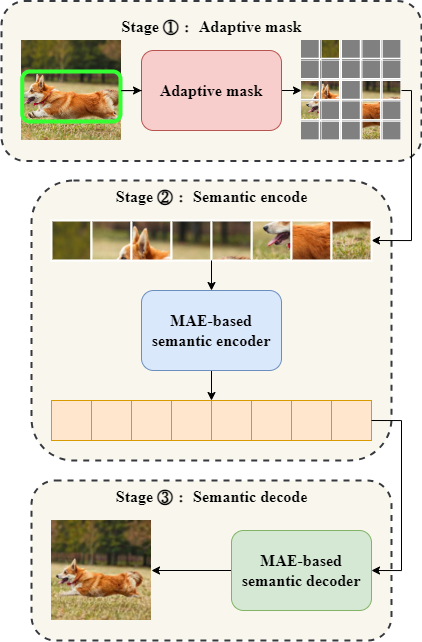 Stage ①： Adaptive mask
Adaptive mask
Stage ②： Semantic encode
MAE-based
semantic encoder
Stage ③： Semantic decode
MAE-based
semantic decoder